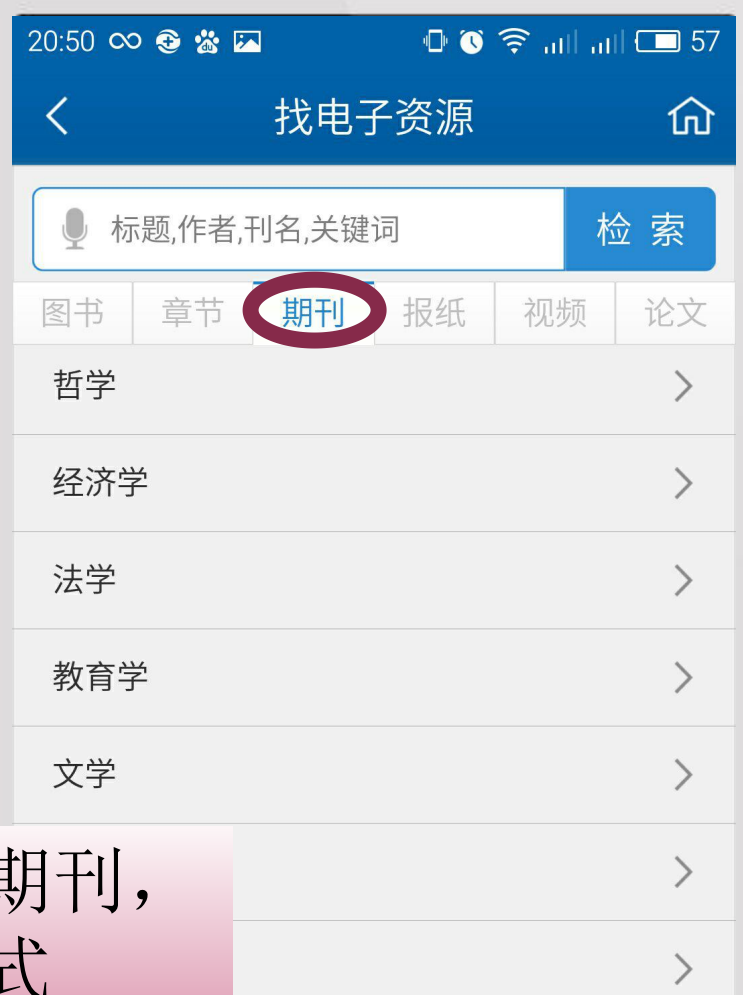 20:50 57
找电子资源
标题,作者,刊名,关键词 检 索
图书 章节 期刊 报纸 视频 论文
哲学
经济学
法学
教育学
文学
期刊，
式